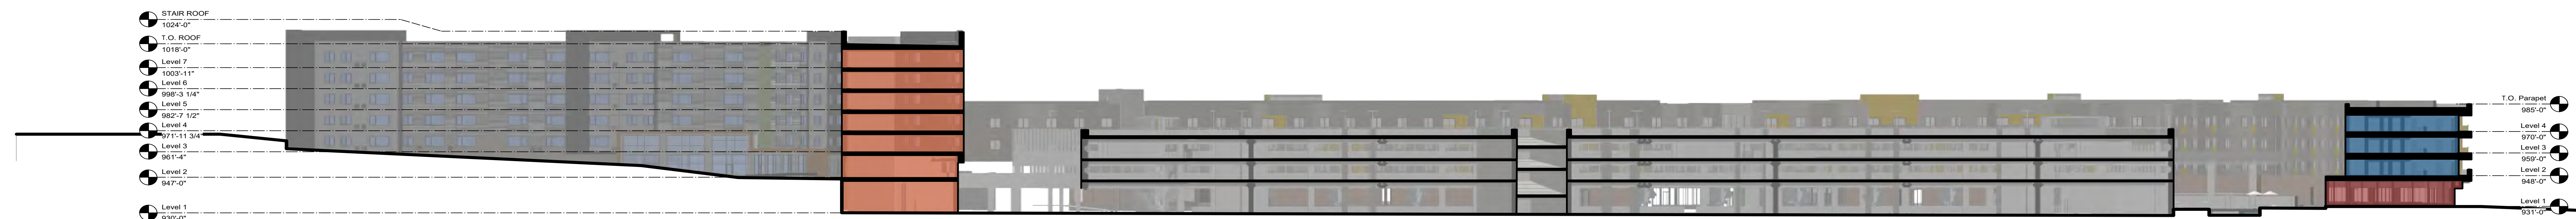 STAIR ROOF
1024'-0"
T.O. ROOF
1018'-0"
Level 7
1003'-11"
Level 6
998'-3 1/4"
Level 5
982'-7 1/2"
Level 4
971'-11 3/4"
Level 3
961'-4"
Level 2
947'-0"
Level 1
930'-0"
T.O. Parapet
985'-0"
Level 4
970'-0"
Level 3
959'-0"
Level 2
948'-0"
Level 1
931'-0"